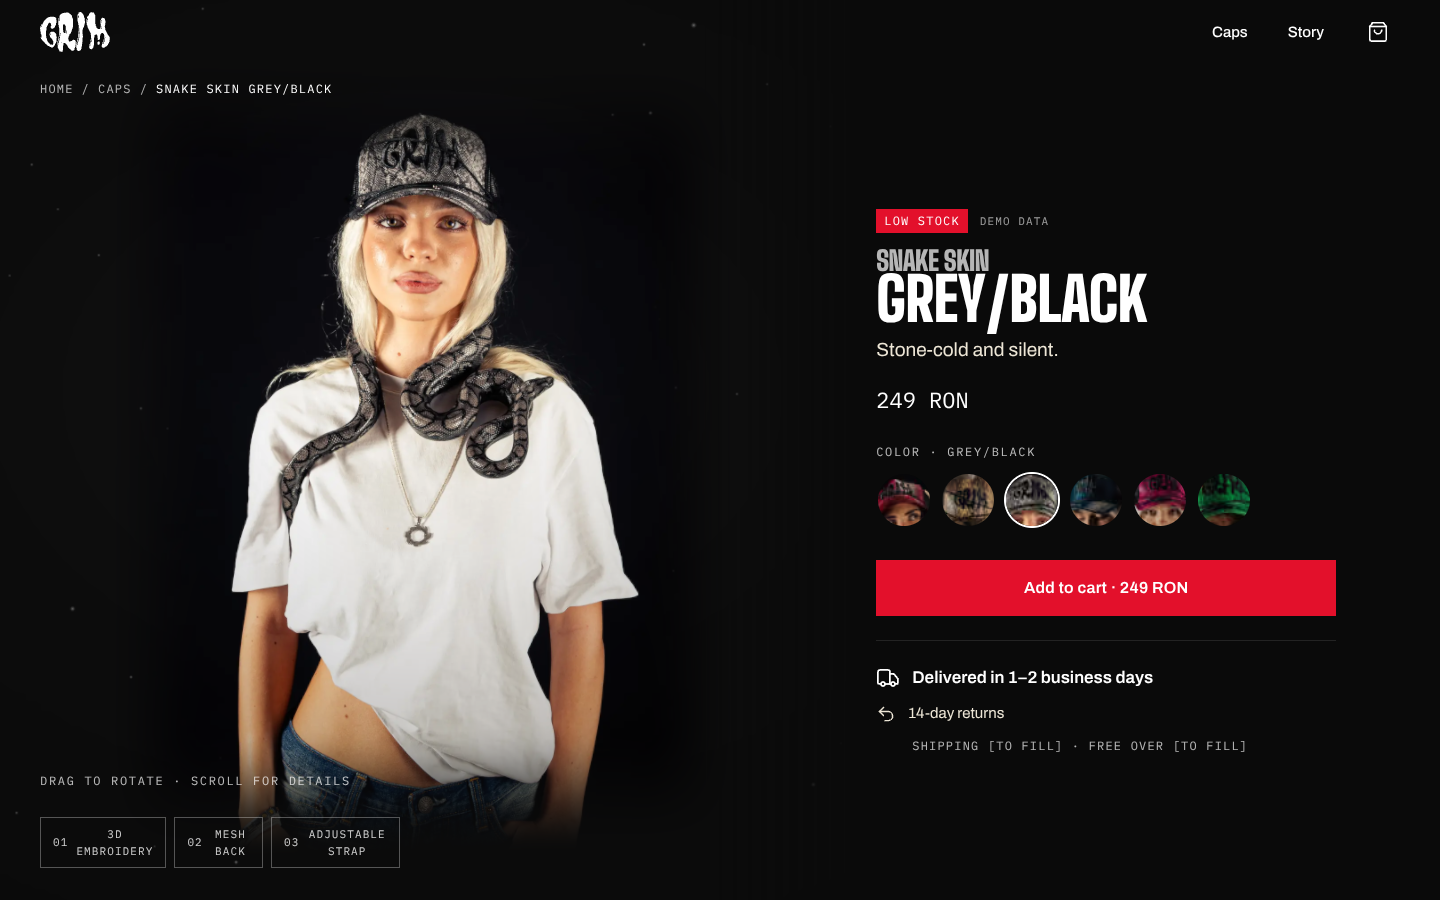 GRIM
Caps
Story
HOME / CAPS / SNAKE SKIN GREY/BLACK
GRIM
LOW STOCK
DEMO DATA
SNAKE SKIN
GREY/BLACK
Stone-cold and silent.
249 RON
COLOR · GREY/BLACK
Add to cart · 249 RON
Delivered in 1–2 business days
14-day returns
SHIPPING [TO FILL] · FREE OVER [TO FILL]
DRAG TO ROTATE · SCROLL FOR DETAILS
01 3D EMBROIDERY
02 MESH BACK
03 ADJUSTABLE STRAP